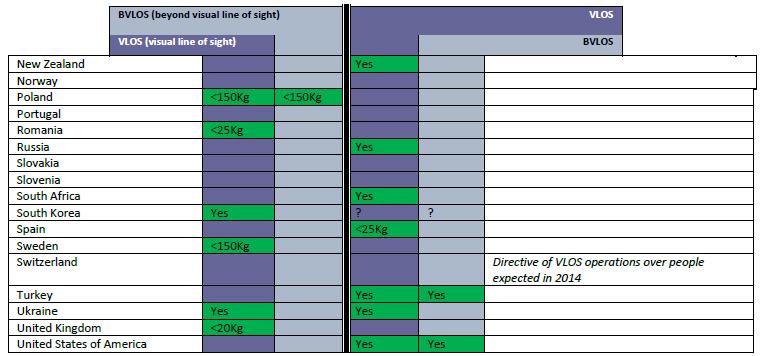 BVLOS (beyond visual line of sight) VLOS
VLOS (visual line of sight) BVLOS
New Zealand Yes
Norway
Poland <150Kg <150Kg
Portugal
Romania <25Kg
Russia Yes
Slovakia
Slovenia
South Africa Yes
South Korea Yes ? ?
Spain <25Kg
Sweden <150Kg
Switzerland Directive of VLOS operations over people
expected in 2014
Turkey Yes Yes
Ukraine Yes Yes
United Kingdom <20Kg
United States of America Yes Yes